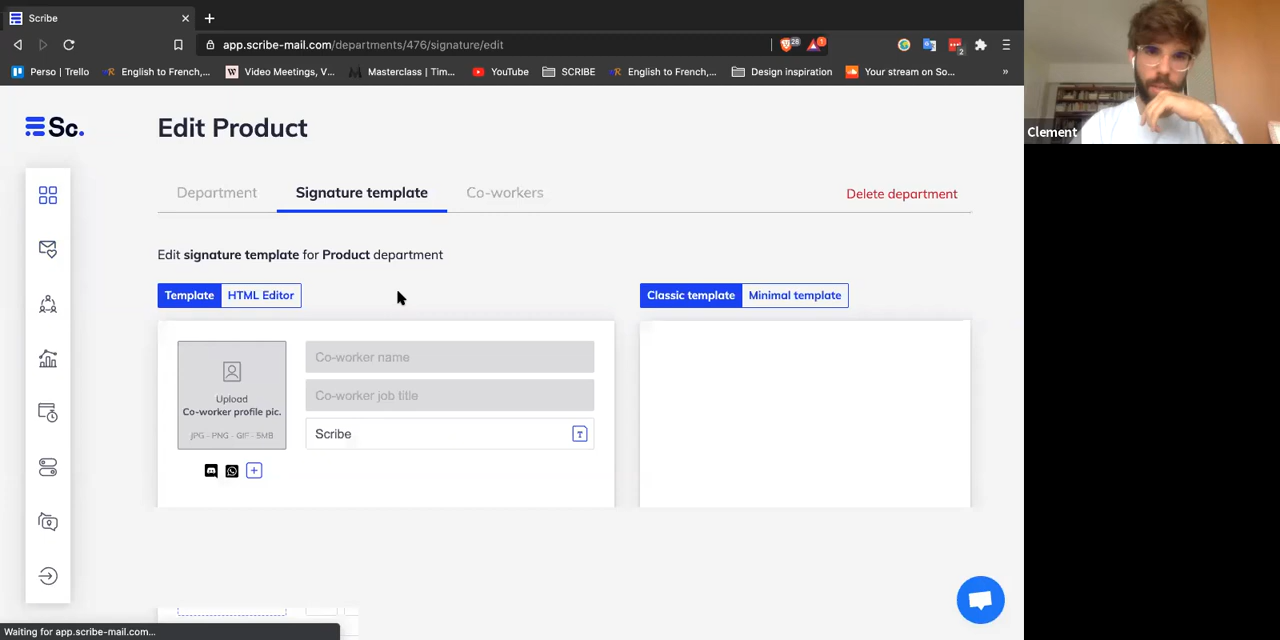 Scribe
app.scribe-mail.com/departments/476/signature/edit
26
1
2
Perso | Trello
English to French,...
Video Meetings, V...
Masterclass | Tim...
YouTube
SCRIBE
English to French,...
Design inspiration
Your stream on So...
»
Sc.
Edit Product
Clement
Department
Signature template
Co-workers
Delete department
Edit signature template for Product department
Template
HTML Editor
Classic template
Minimal template
Upload
Co-worker profile pic.
JPG - PNG - GIF - 5MB
Co-worker name
Co-worker job title
Scribe
T
Waiting for app.scribe-mail.com...